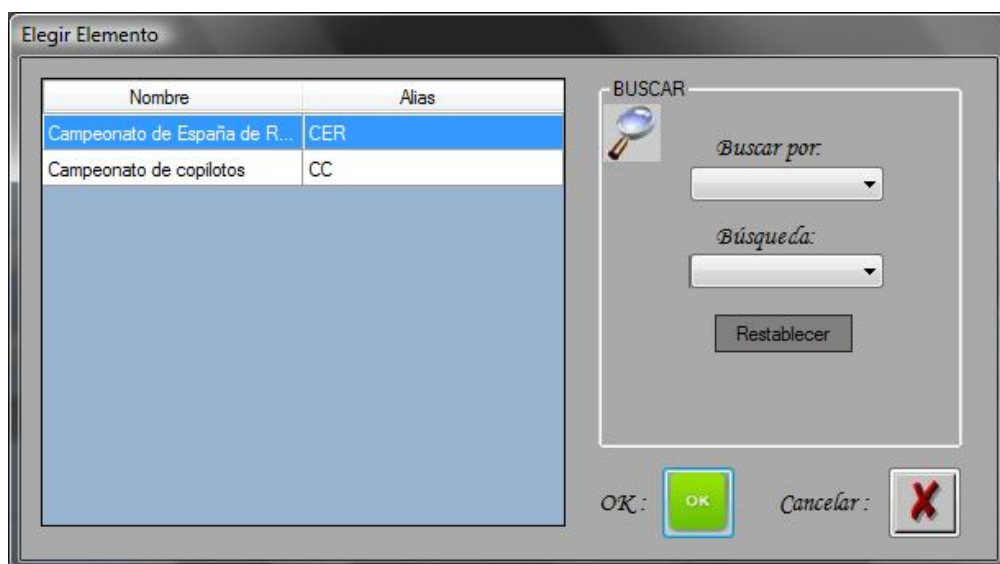 Elegir Elemento
Nombre Alias
Campeonato de España de R... CER
Campeonato de copilotos CC
BUSCAR
Buscar por:
Búsqueda:
Restablecer
OK : OK Cancelar :